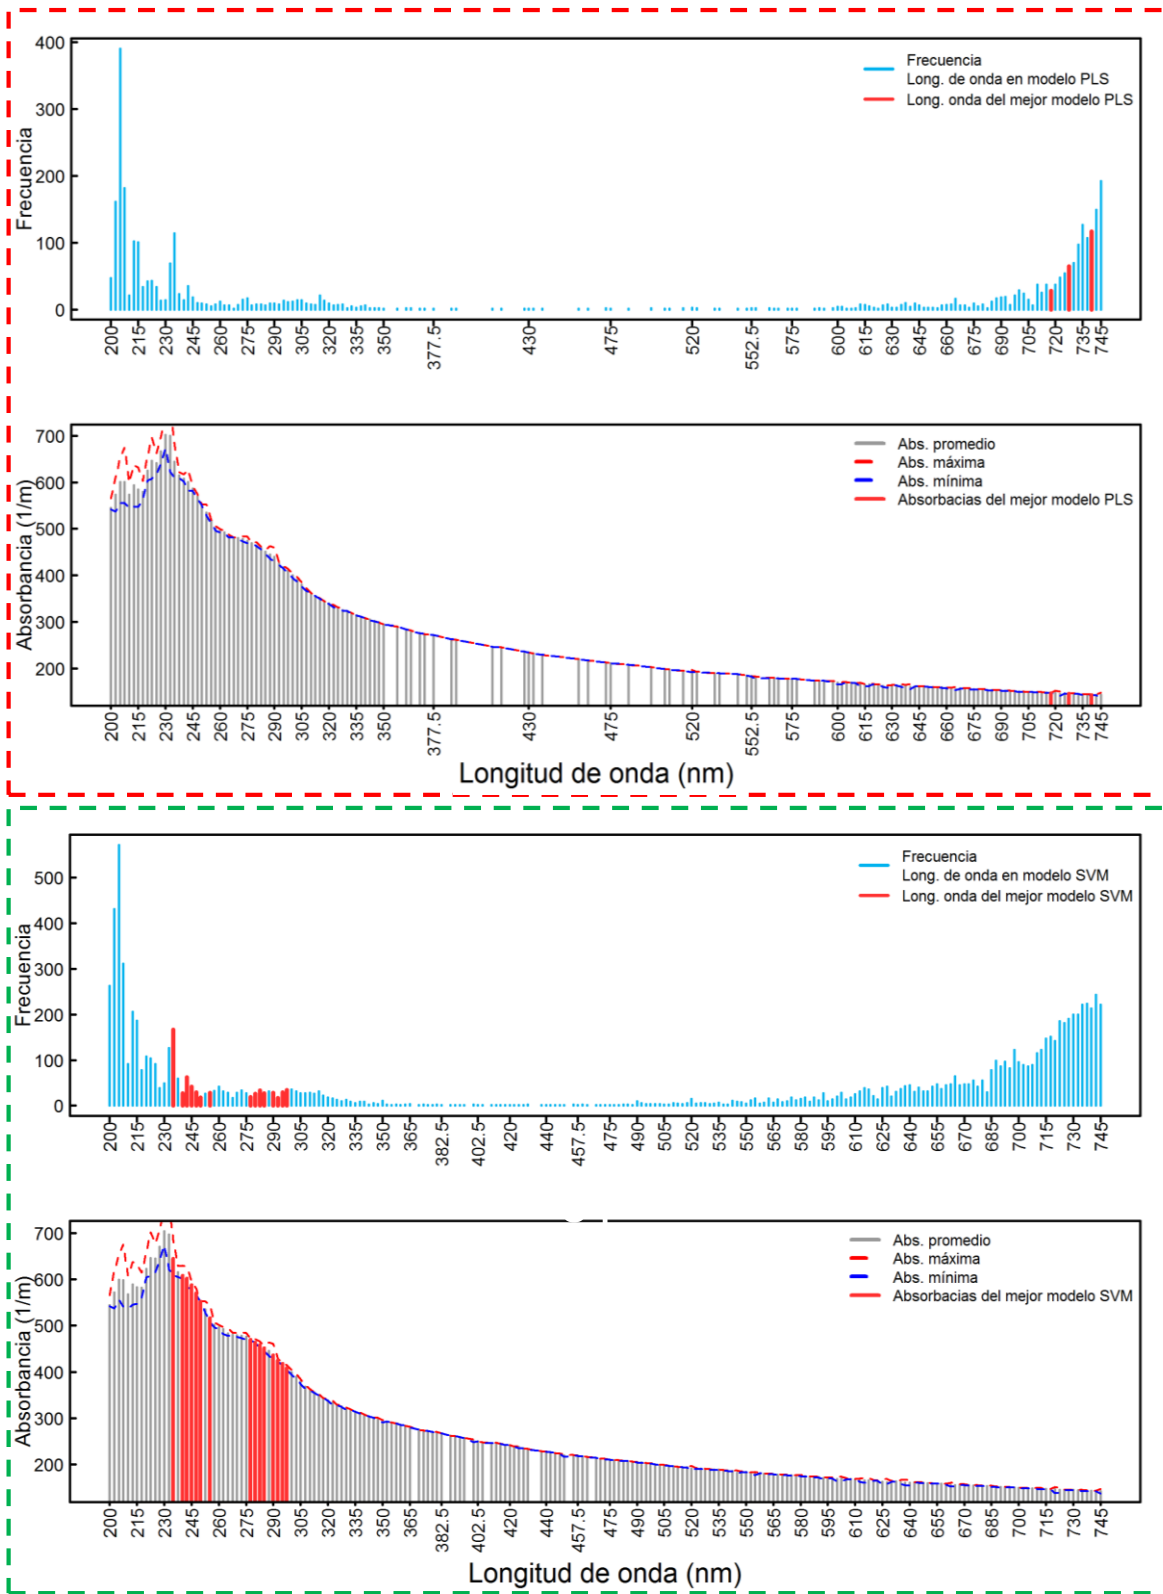 400
300
200
100
0
Frecuencia
Frecuencia
Long. de onda en modelo PLS
Long. onda del mejor modelo PLS
200 215 230 245 260 275 290 305 320 335 350 377.5 430 475 520 552.5 575 600 615 630 645 660 675 690 705 720 735 745
700
600
500
400
300
200
Absorbancia (1/m)
Abs. promedio
Abs. máxima
Abs. mínima
Absorbacias del mejor modelo PLS
200 215 230 245 260 275 290 305 320 335 350 377.5 430 475 520 552.5 575 600 615 630 645 660 675 690 705 720 735 745
Longitud de onda (nm)
500
400
300
200
100
0
Frecuencia
Frecuencia
Long. de onda en modelo SVM
Long. onda del mejor modelo SVM
200 215 230 245 260 275 290 305 320 335 350 365 382.5 402.5 420 440 457.5 475 490 505 520 535 550 565 580 595 610 625 640 655 670 685 700 715 730 745
700
600
500
400
300
200
Absorbancia (1/m)
Abs. promedio
Abs. máxima
Abs. mínima
Absorbacias del mejor modelo SVM
200 215 230 245 260 275 290 305 320 335 350 365 382.5 402.5 420 440 457.5 475 490 505 520 535 550 565 580 595 610 625 640 655 670 685 700 715 730 745
Longitud de onda (nm)